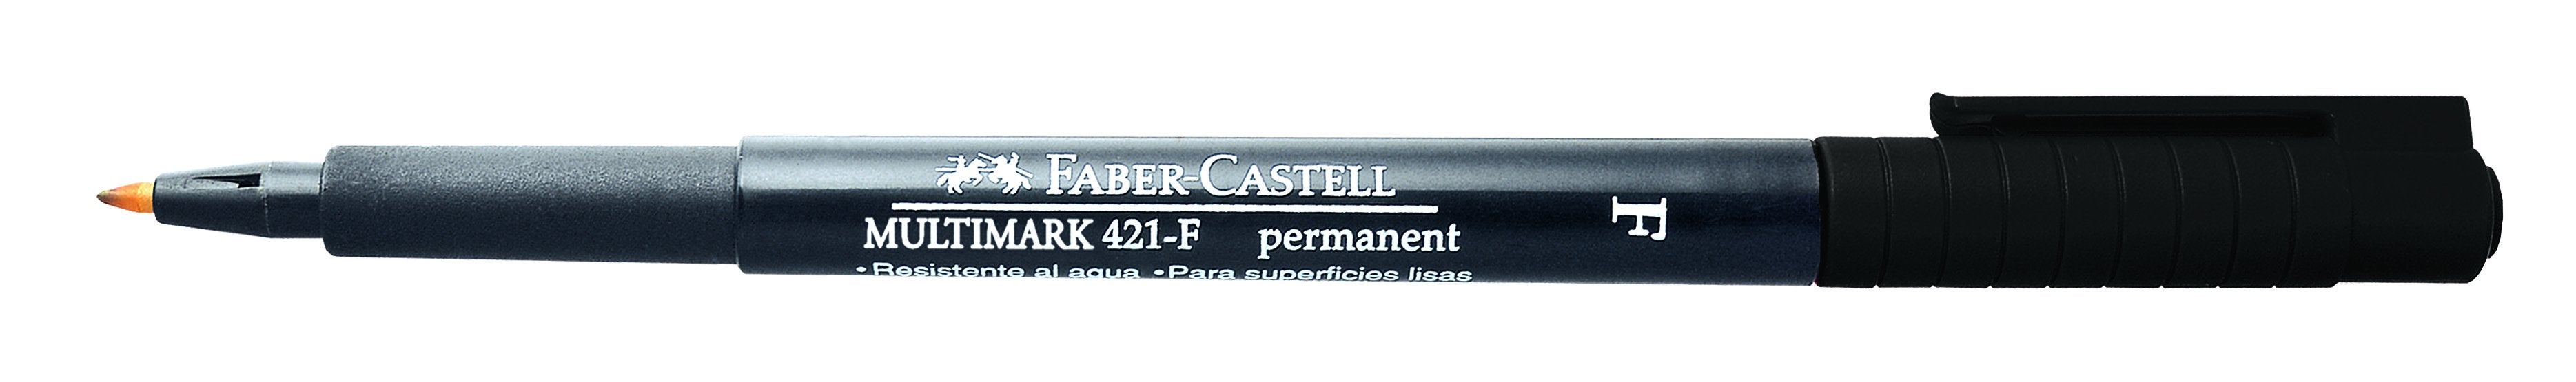 FABER-CASTELL
MULTIMARK 421-F permanent
• Resistente al agua • Para superficies lisas
F